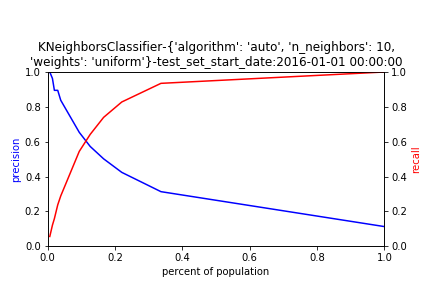 KNeighborsClassifier-{'algorithm': 'auto', 'n_neighbors': 10,
'weights': 'uniform'}-test_set_start_date:2016-01-01 00:00:00
1.0
0.8
0.6
0.4
0.2
0.0
precision
1.0
0.8
0.6
0.4
0.2
0.0
recall
0.0 0.2 0.4 0.6 0.8 1.0
percent of population